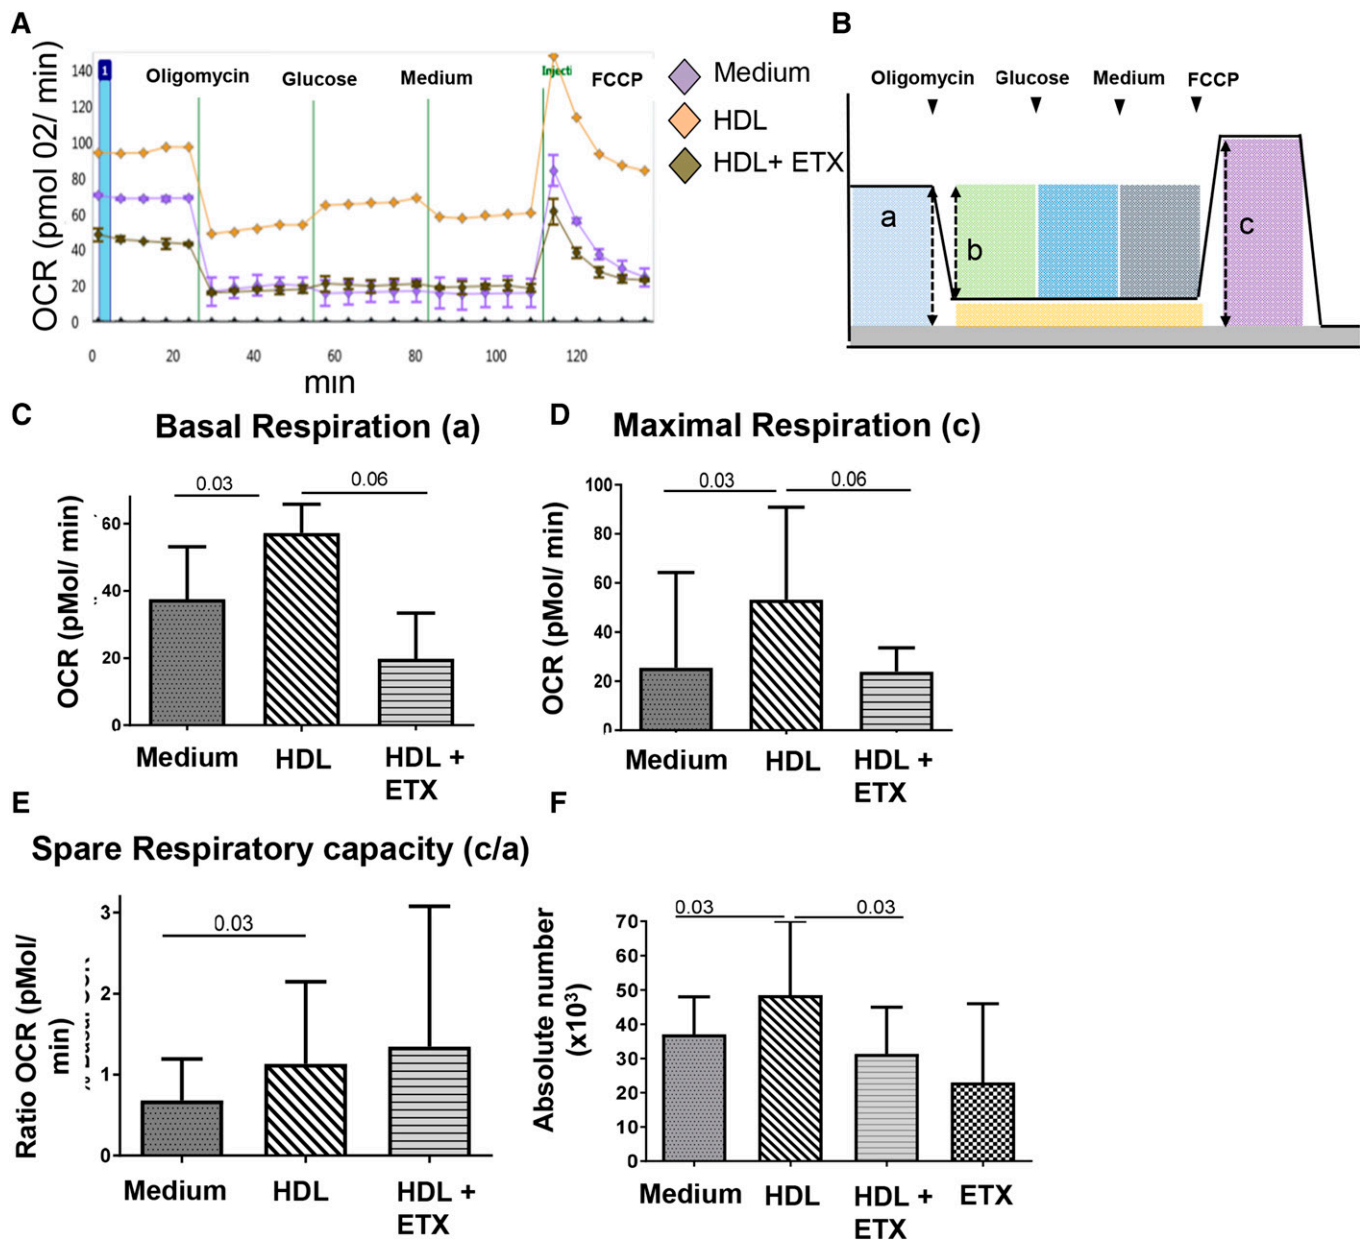 A
OCR (pmol 02/ min)
140
120
100
80
60
40
20
0
1
Oligomycin
Glucose
Medium
Injecti
FCCP
0 20 40 60 80 100 120
min
Medium
HDL
HDL+ ETX
B
Oligomycin Glucose Medium FCCP
a
b
c
C
Basal Respiration (a)
OCR (pMol/ min)
60
40
20
0
0.03
0.06
Medium HDL HDL +
ETX
D
Maximal Respiration (c)
OCR (pMol/ min)
100
80
60
40
20
0
0.03
0.06
Medium HDL HDL +
ETX
E
Spare Respiratory capacity (c/a)
Ratio OCR (pMol/
min)
3
2
1
0
0.03
Medium HDL HDL +
ETX
F
Absolute number
(x10³)
70
60
50
40
30
20
10
0
0.03
0.03
Medium HDL HDL + ETX
ETX